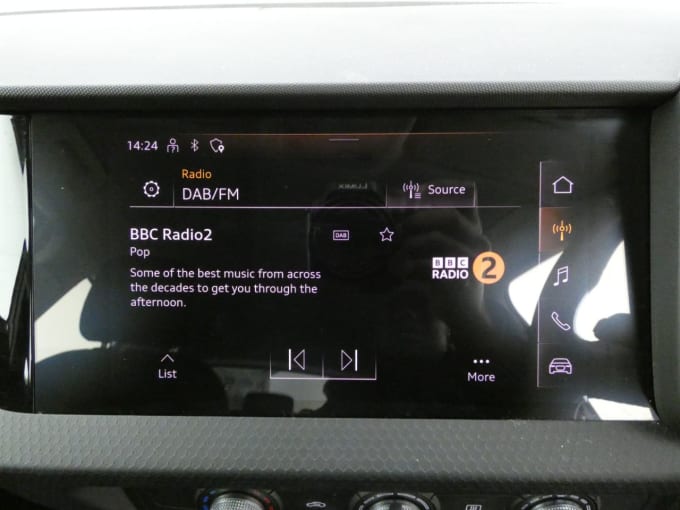 14:24
Radio
DAB/FM
Source
BBC Radio2
DAB
Pop
Some of the best music from across
the decades to get you through the
afternoon.
BBC
RADIO 2
List
More
LUMIX